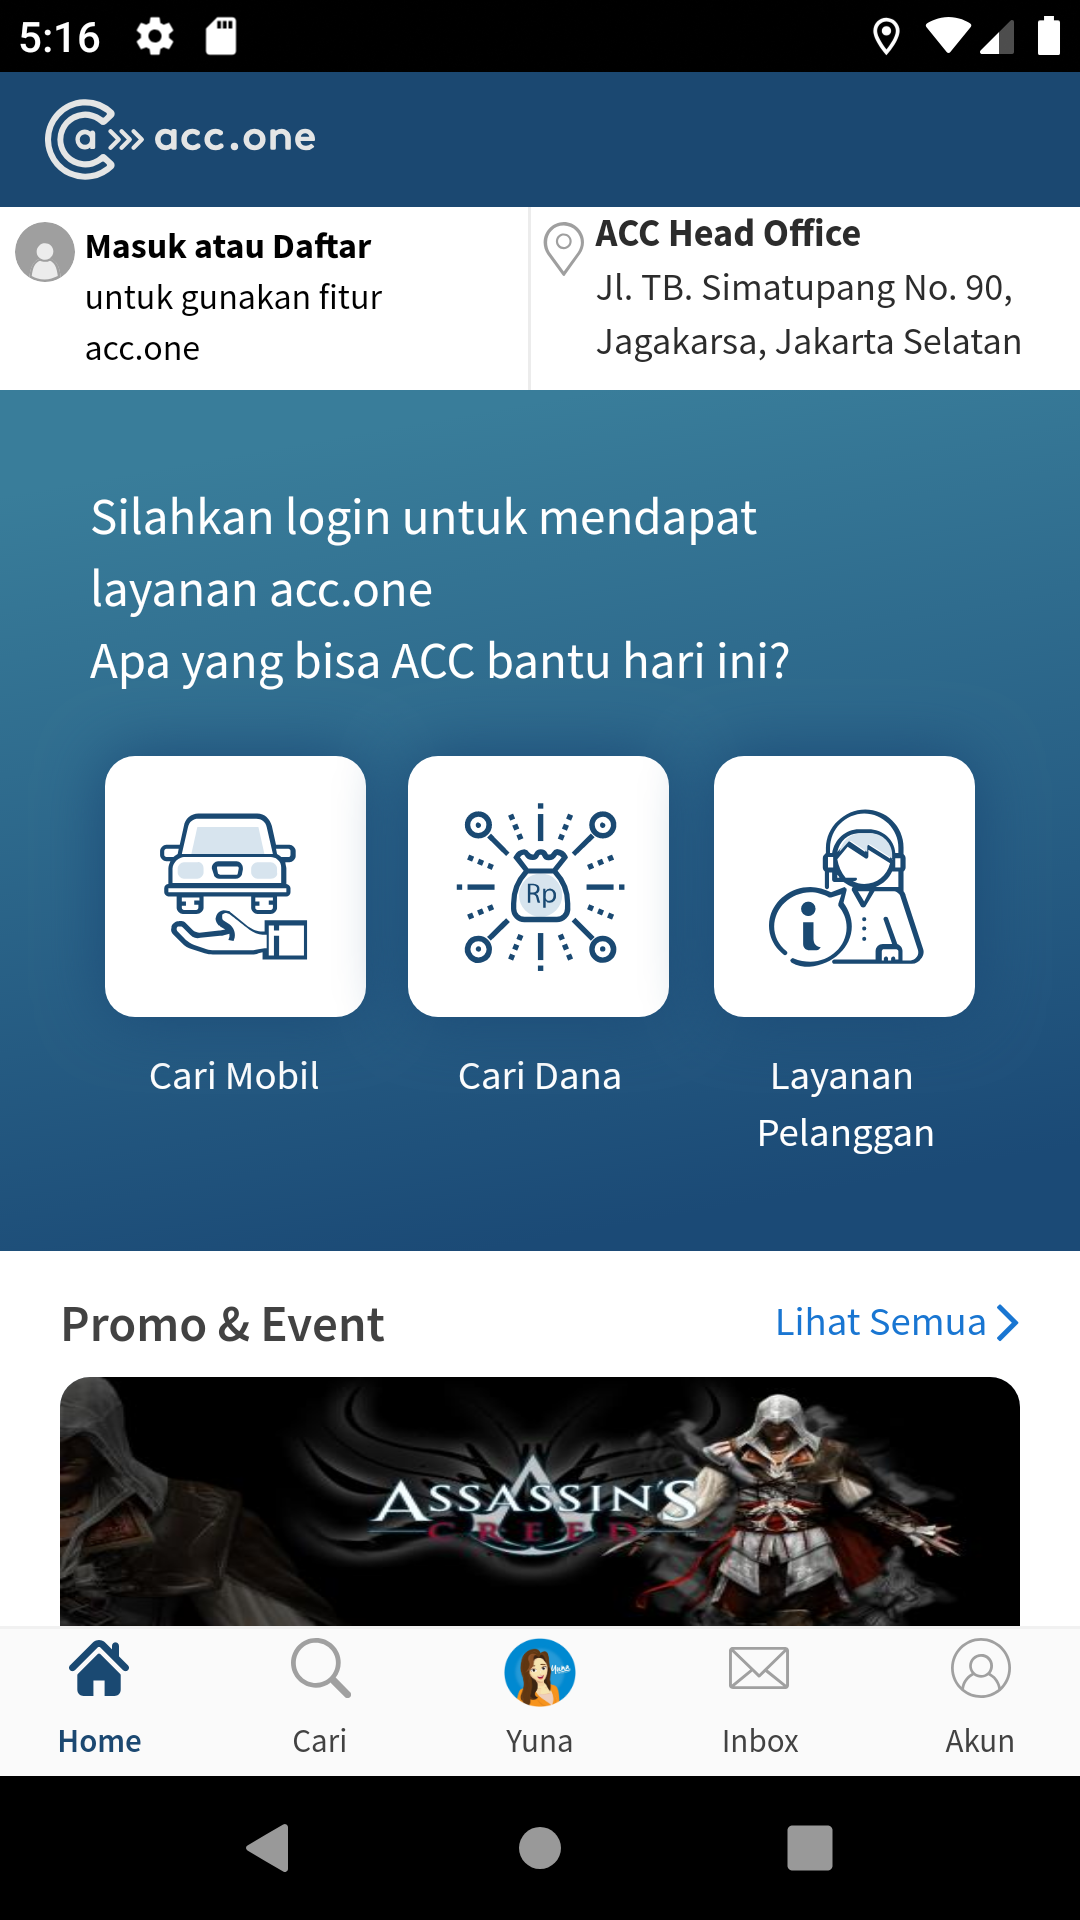 5:16
a acc.one
Masuk atau Daftar
untuk gunakan fitur
acc.one
ACC Head Office
Jl. TB. Simatupang No. 90,
Jagakarsa, Jakarta Selatan
Silahkan login untuk mendapat
layanan acc.one
Apa yang bisa ACC bantu hari ini?
Rp
i
Cari Mobil
Cari Dana
Layanan
Pelanggan
Promo & Event
Lihat Semua
ASSASSIN'S
CREED
Yuna
Home
Cari
Yuna
Inbox
Akun